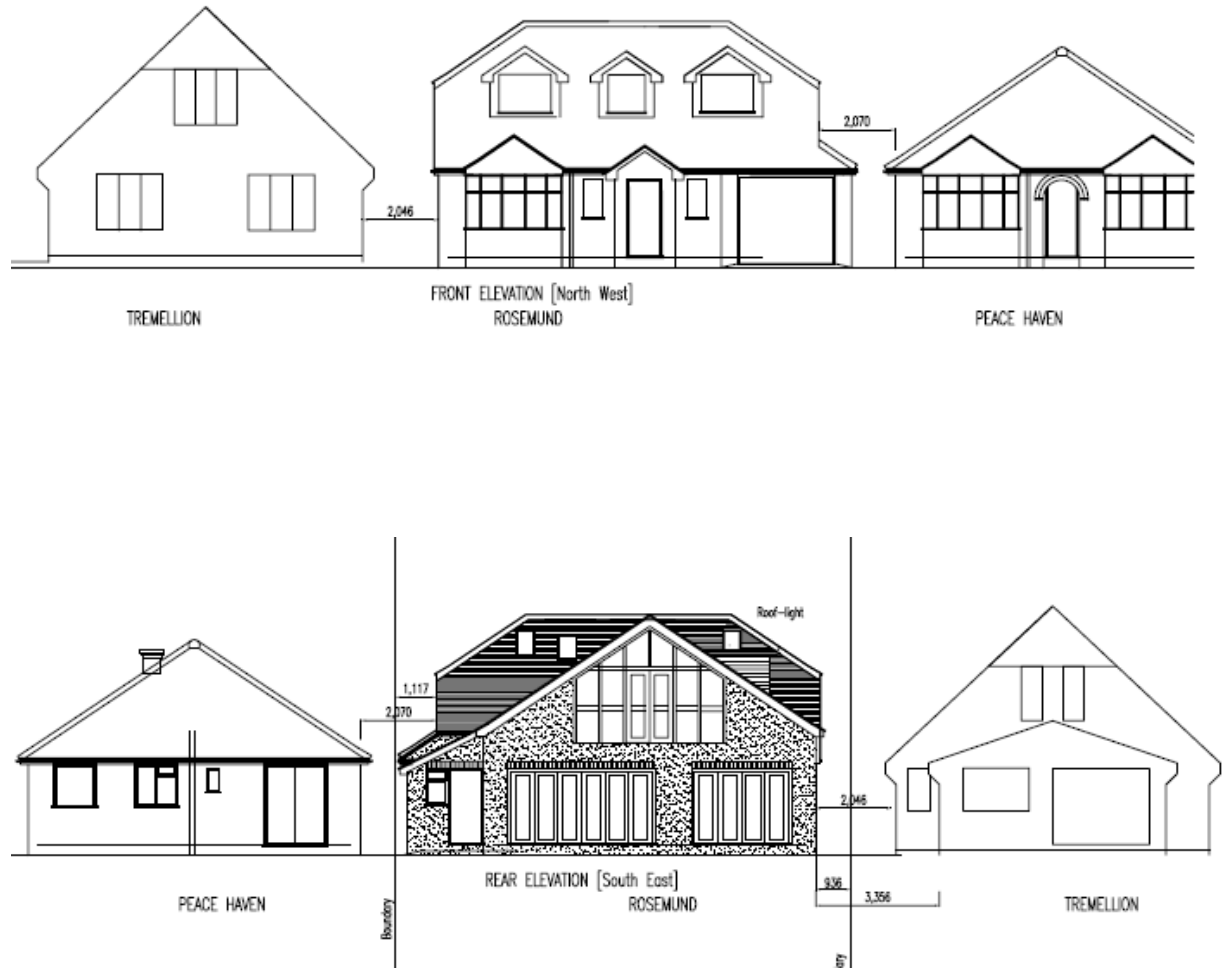 2,070
2,046
FRONT ELEVATION [North West]
TREMELLION
ROSEMUND
PEACE HAVEN
Roof-light
1,117
2,070
2,046
REAR ELEVATION [South East]
936
3,356
PEACE HAVEN
ROSEMUND
TREMELLION
Boundary